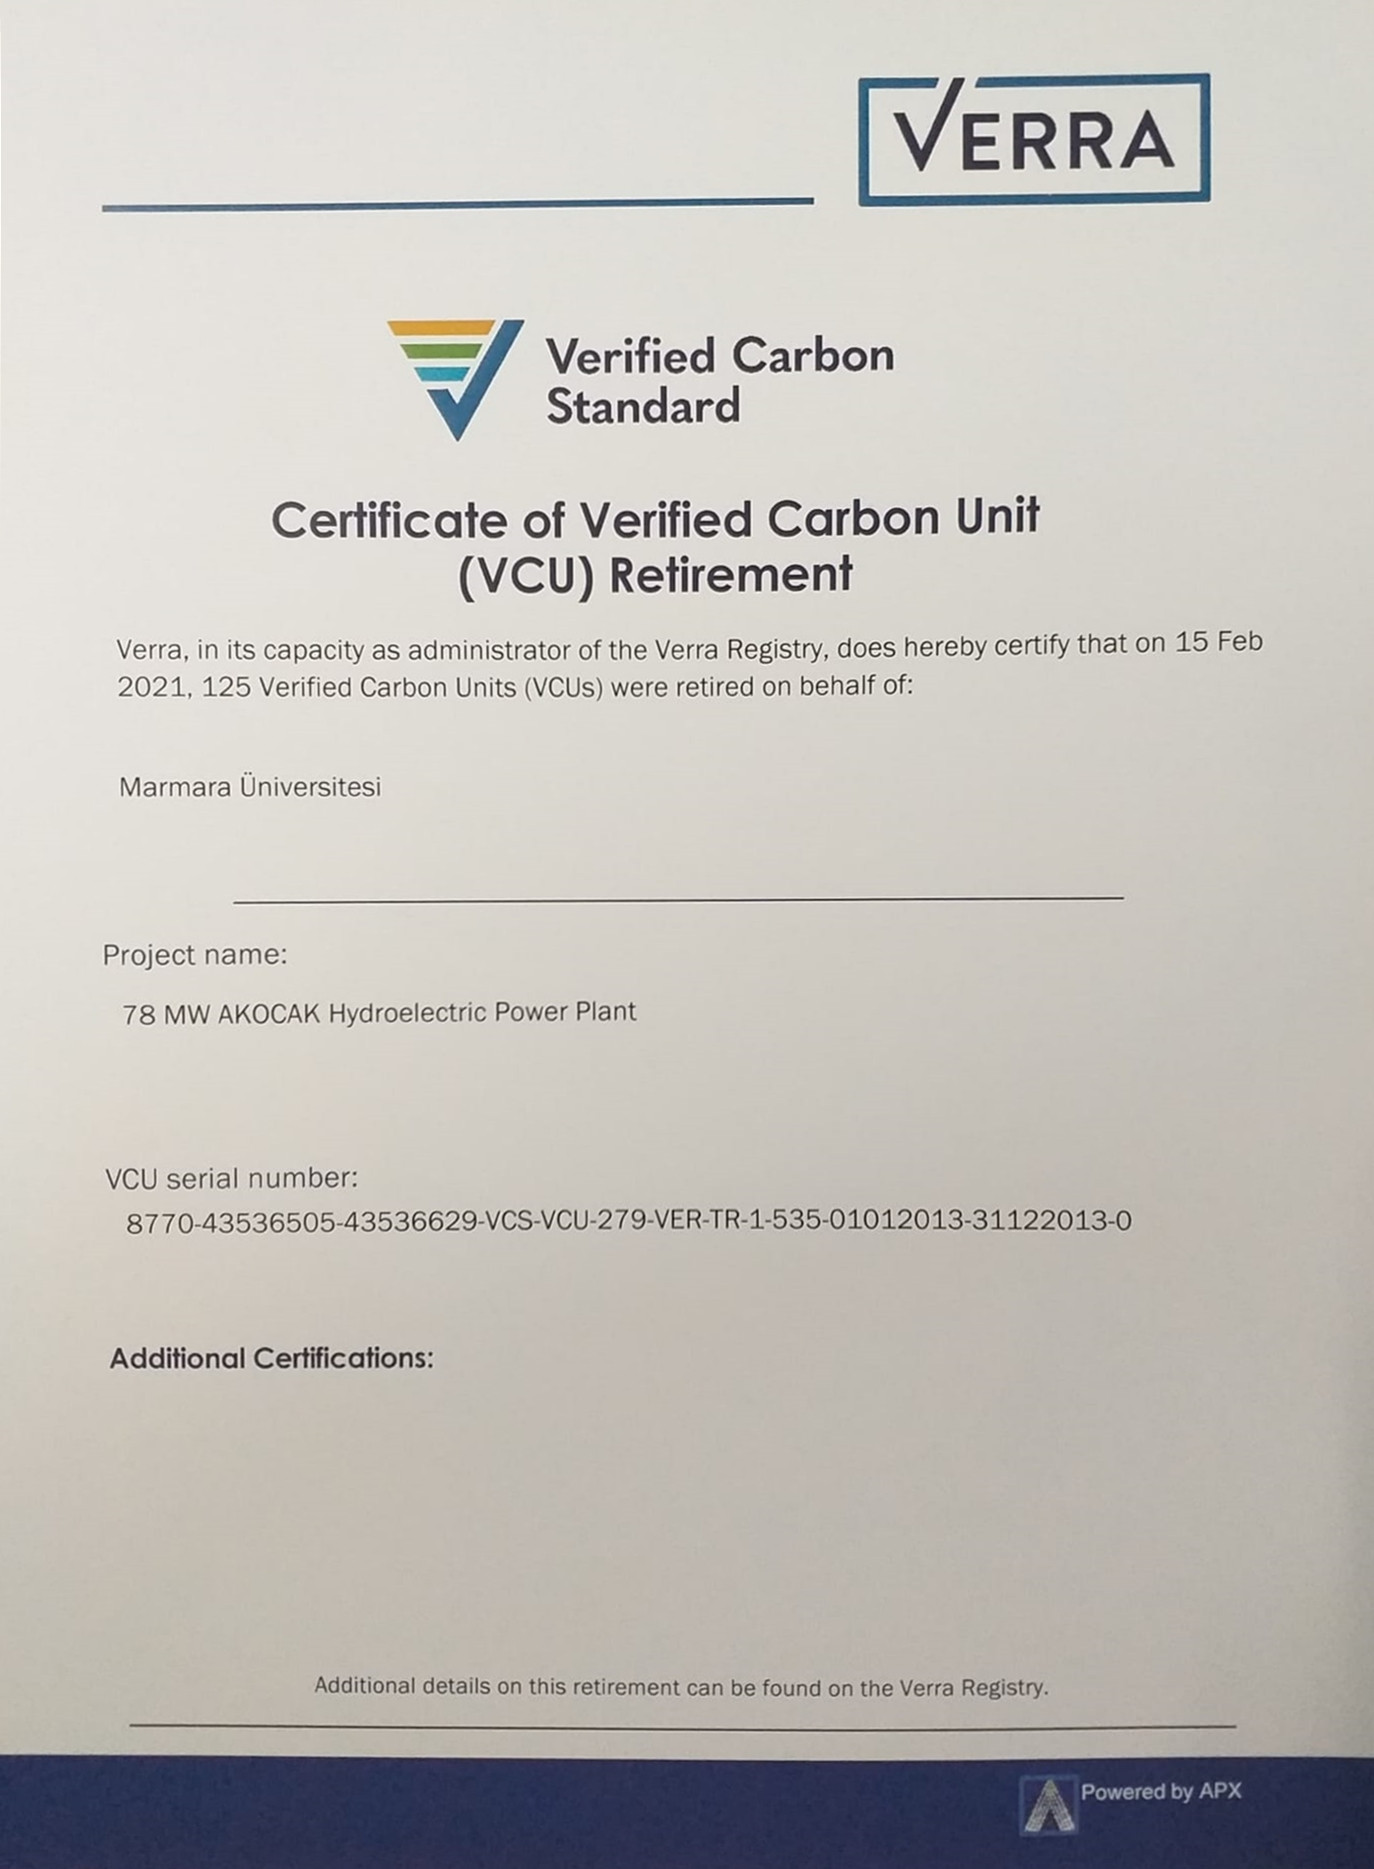 VERRA
Verified Carbon
Standard
Certificate of Verified Carbon Unit
(VCU) Retirement
Verra, in its capacity as administrator of the Verra Registry, does hereby certify that on 15 Feb
2021, 125 Verified Carbon Units (VCUs) were retired on behalf of:
Marmara Üniversitesi
Project name:
78 MW AKOCAK Hydroelectric Power Plant
VCU serial number:
8770-43536505-43536629-VCS-VCU-279-VER-TR-1-535-01012013-31122013-0
Additional Certifications:
Additional details on this retirement can be found on the Verra Registry.
Powered by APX